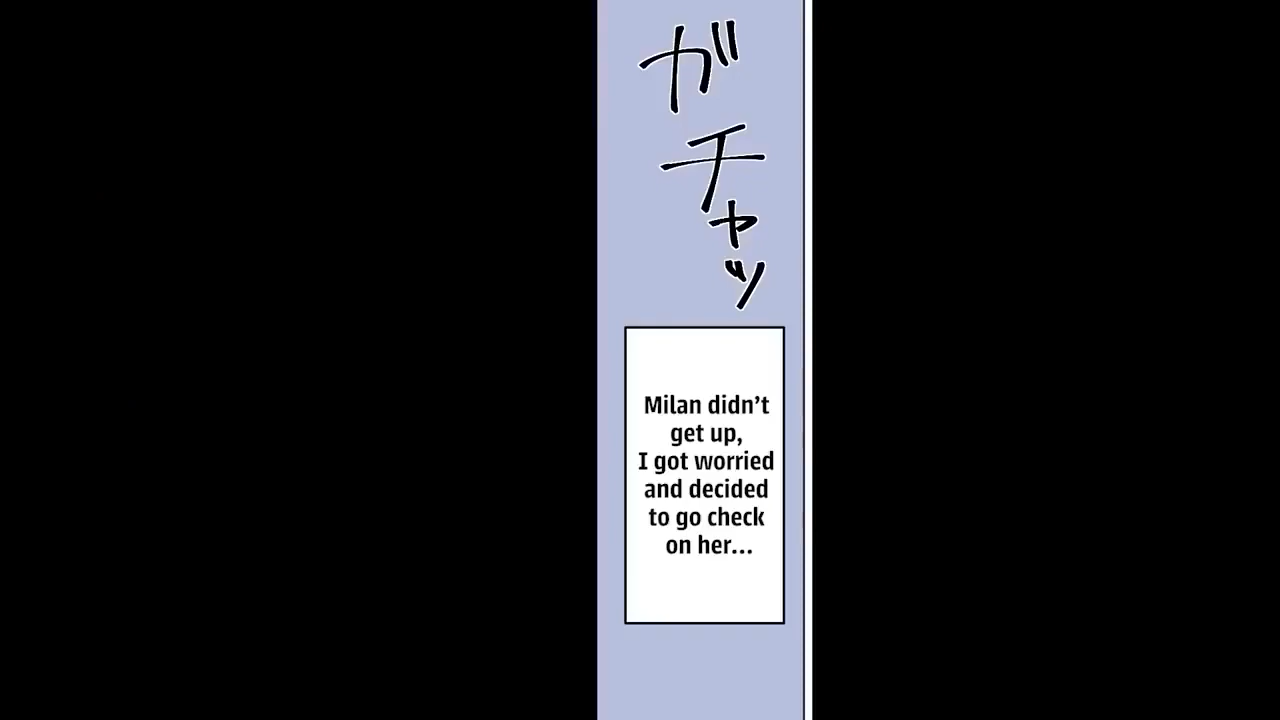 ガチャッ
Milan didn't
get up,
I got worried
and decided
to go check
on her...